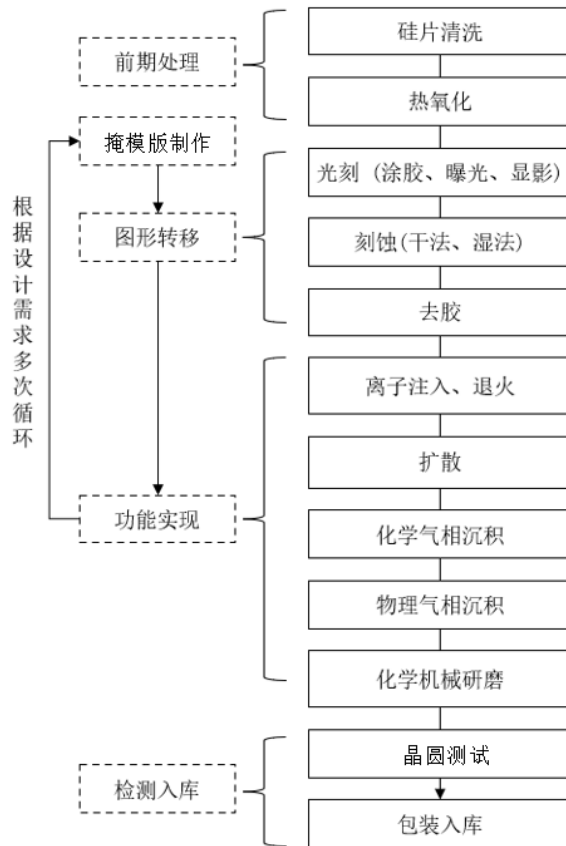 硅片清洗
前期处理
热氧化
掩模版制作
光刻（涂胶、曝光、显影）
图形转移
刻蚀(干法、湿法)
去胶
根据设计需求多次循环
离子注入、退火
扩散
功能实现
化学气相沉积
物理气相沉积
化学机械研磨
晶圆测试
检测入库
包装入库